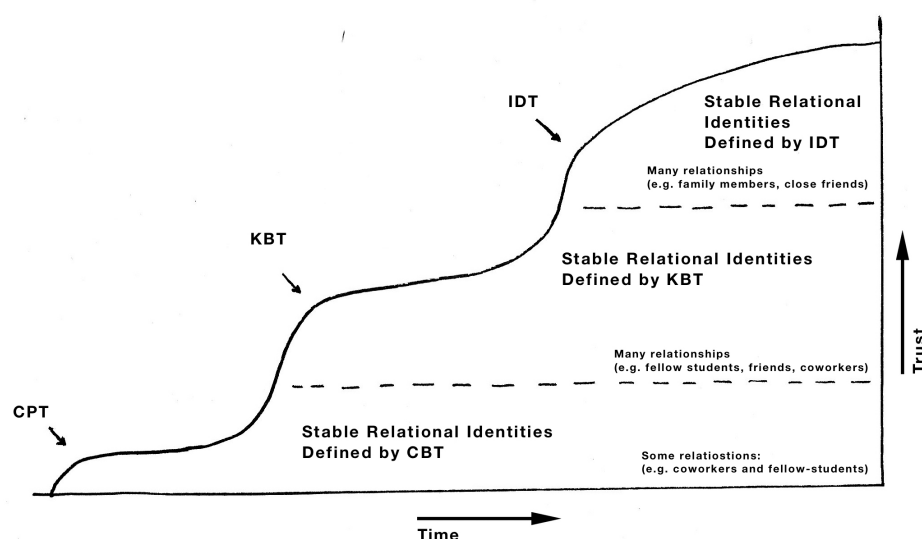 IDT
Stable Relational
Identities
Defined by IDT
Many relationships
(e.g. family members, close friends)
KBT
Stable Relational Identities
Defined by KBT
Many relationships
(e.g. fellow students, friends, coworkers)
Trust
CPT
Stable Relational Identities
Defined by CBT
Some relatiostions:
(e.g. coworkers and fellow-students)
Time